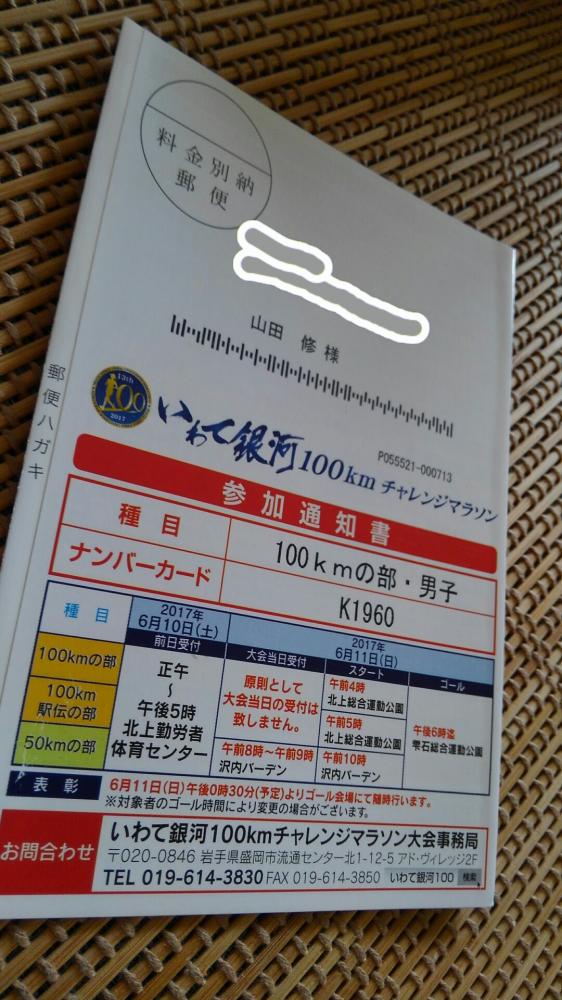 料金別納
郵便
山田 修 様
郵便ハガキ
13th
100
2017
いわて銀河100kmチャレンジマラソン
P055521-000713
参加通知書
種目 100kmの部・男子
ナンバーカード K1960
種目
2017年
6月10日(土)
2017年
6月11日(日)
前日受付
大会当日受付
スタート
ゴール
100kmの部
100km
駅伝の部
50kmの部
正午
〜
午後5時
北上勤労者
体育センター
原則として
大会当日の受付は
致しません。
午前8時〜午前9時
沢内バーデン
午前4時
北上総合運動公園
午前5時
北上総合運動公園
午前10時
沢内バーデン
午後6時迄
雫石総合運動公園
表彰
6月11日(日)午後0時30分(予定)よりゴール会場にて随時行います。
※対象者のゴール時間により変更の場合がございます。
お問合わせ
いわて銀河100kmチャレンジマラソン大会事務局
〒020-0846 岩手県盛岡市流通センター北1-12-5 アド・ヴィレッジ2F
TEL 019-614-3830 FAX 019-614-3850 いわて銀河100 検索